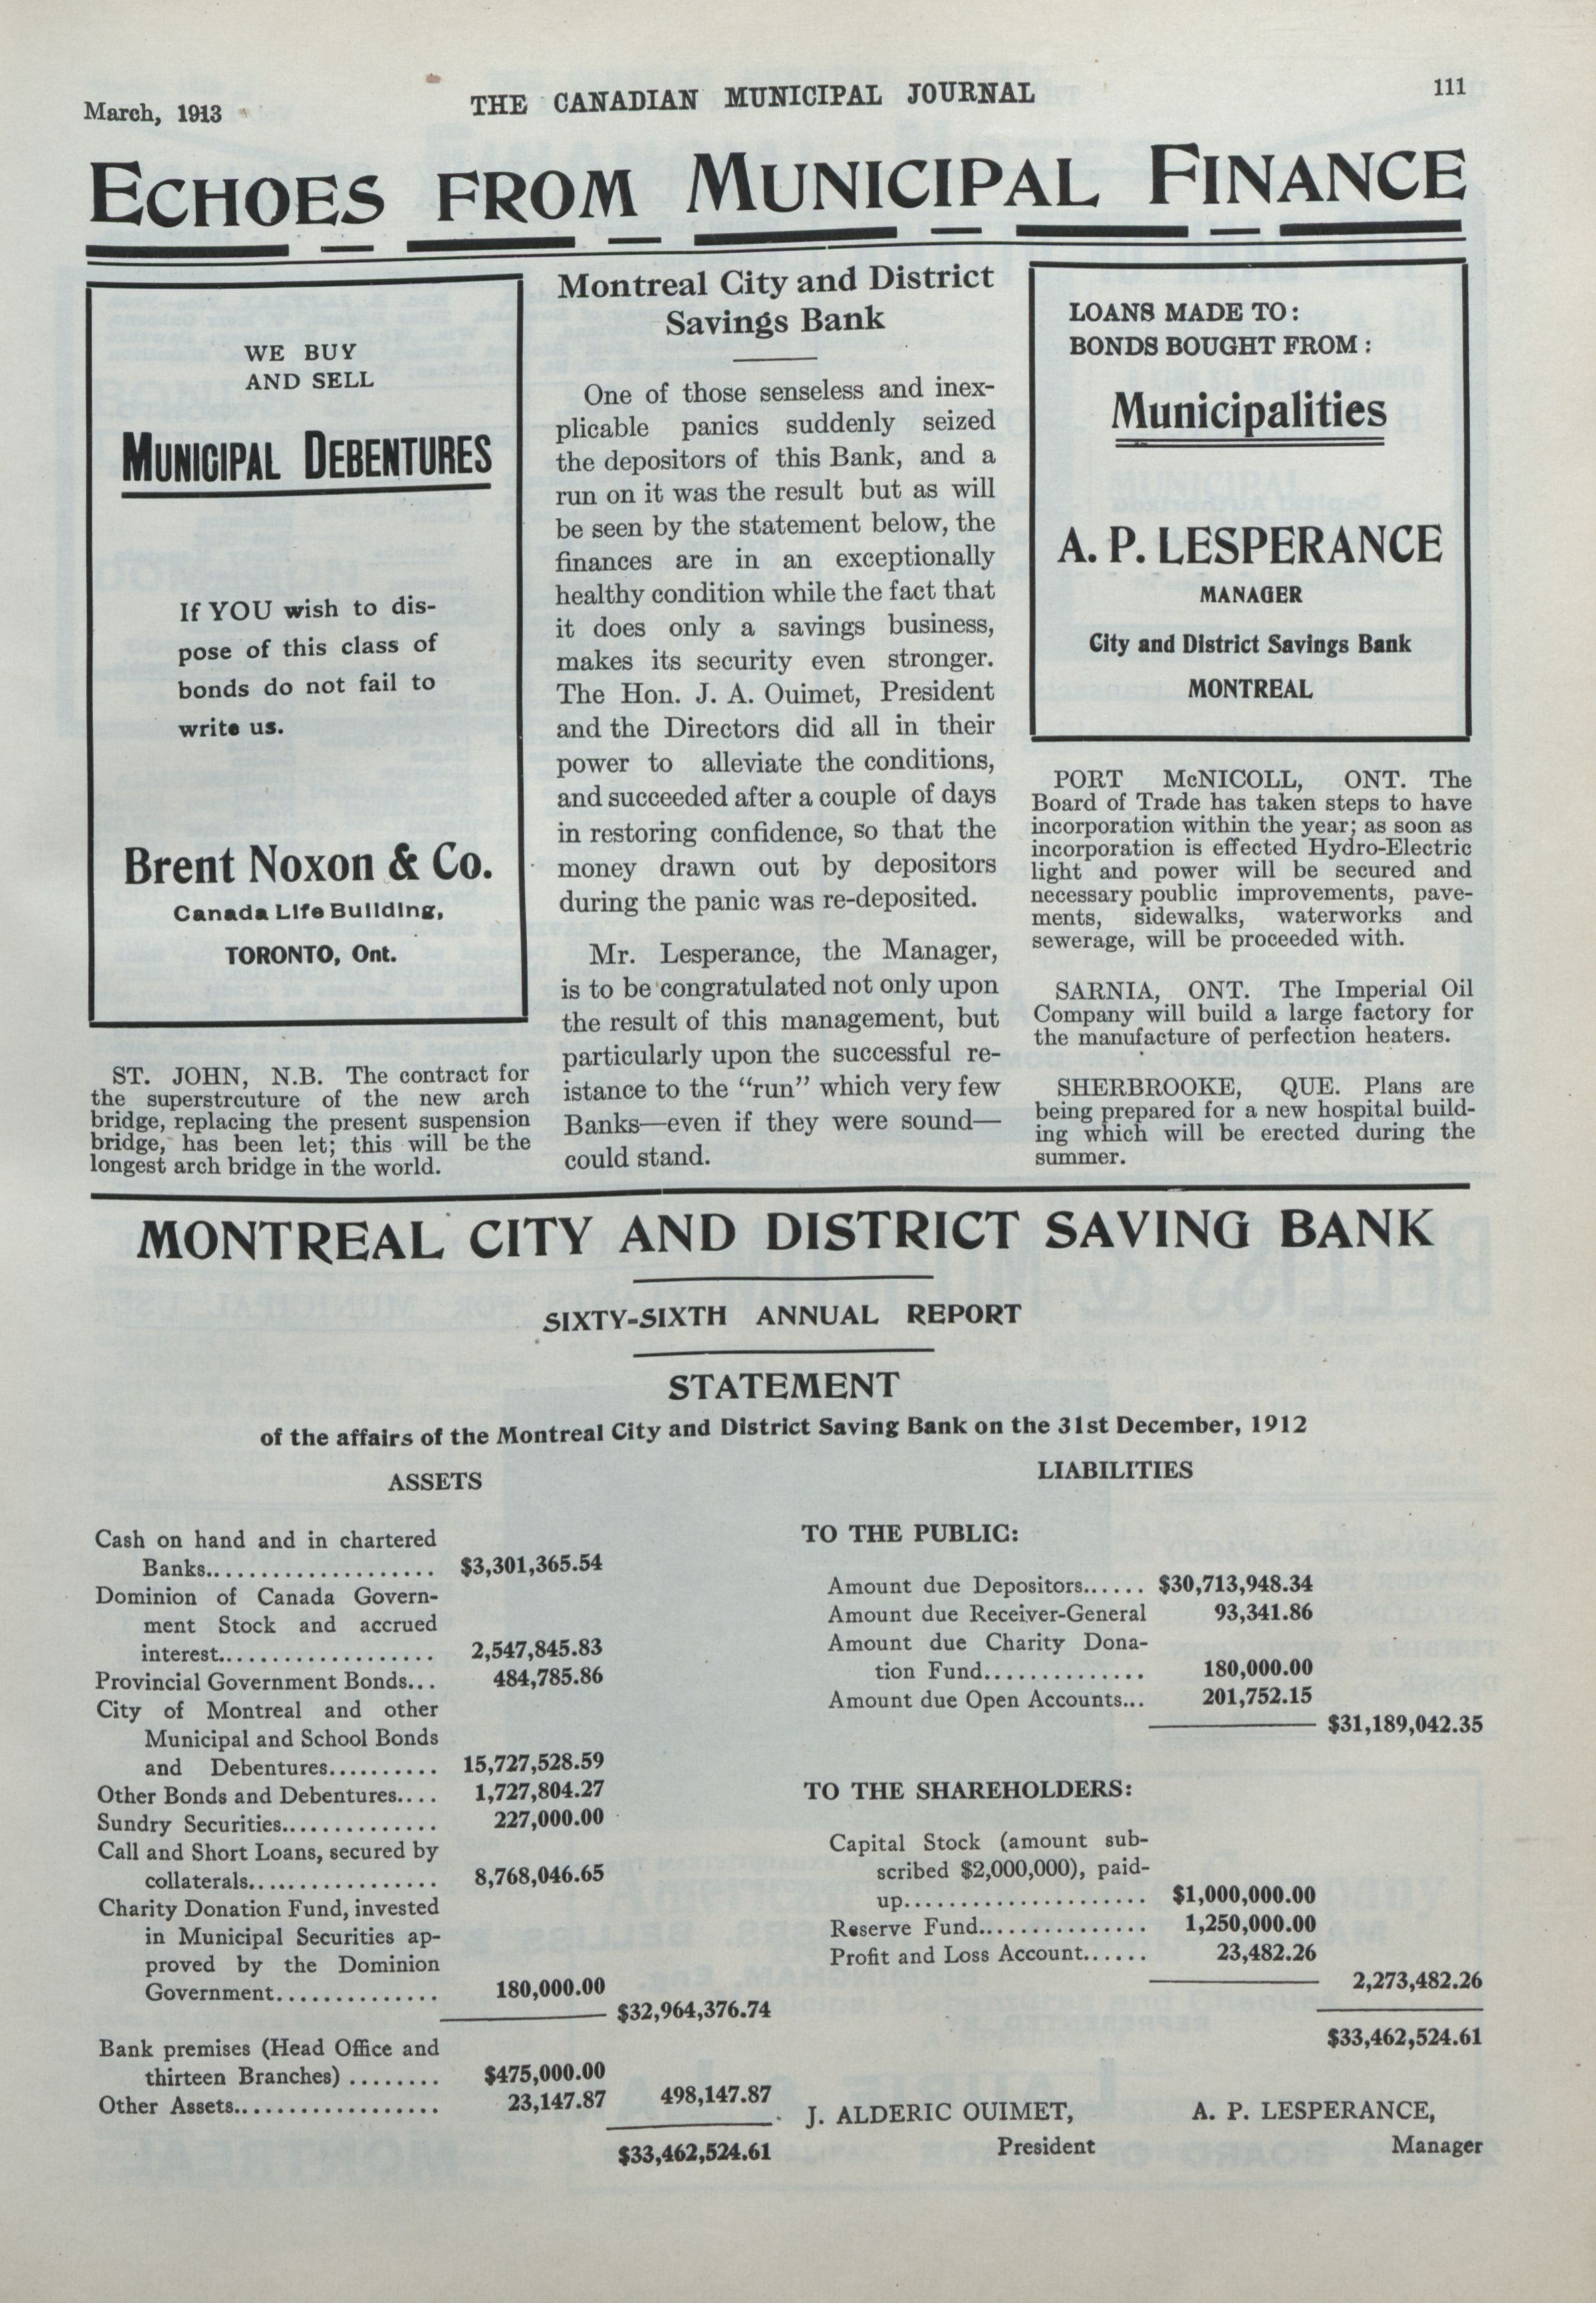 March, 1913
THE CANADIAN MUNICIPAL JOURNAL
111
ECHOES FROM MUNICIPAL FINANCE
WE BUY
AND SELL
MUNICIPAL DEBENTURES
If YOU wish to dis-
pose of this class of
bonds do not fail to
write us.
Brent Noxon & Co.
Canada Life Building,
TORONTO, Ont.
ST. JOHN, N.B. The contract for
the superstrcuture of the new arch
bridge, replacing the present suspension
bridge, has been let; this will be the
longest arch bridge in the world.
Montreal City and District
Savings Bank
One of those senseless and inex-
plicable panics suddenly seized
the depositors of this Bank, and a
run on it was the result but as will
be seen by the statement below, the
finances are in an exceptionally
healthy condition while the fact that
it does only a savings business,
makes its security even stronger.
The Hon. J. A. Ouimet, President
and the Directors did all in their
power to alleviate the conditions,
and succeeded after a couple of days
in restoring confidence, so that the
money drawn out by depositors
during the panic was re-deposited.
Mr. Lesperance, the Manager,
is to be congratulated not only upon
the result of this management, but
particularly upon the successful re-
istance to the "run" which very few
Banks—even if they were sound—
could stand.
LOANS MADE TO:
BONDS BOUGHT FROM:
Municipalities
A. P. LESPERANCE
MANAGER
City and District Savings Bank
MONTREAL
PORT McNICOLL, ONT. The
Board of Trade has taken steps to have
incorporation within the year; as soon as
incorporation is effected Hydro-Electric
light and power will be secured and
necessary poublic improvements, pave-
ments, sidewalks, waterworks and
sewerage, will be proceeded with.
SARNIA, ONT. The Imperial Oil
Company will build a large factory for
the manufacture of perfection heaters.
SHERBROOKE, QUE. Plans are
being prepared for a new hospital build-
ing which will be erected during the
summer.
MONTREAL CITY AND DISTRICT SAVING BANK
SIXTY-SIXTH ANNUAL REPORT
STATEMENT
of the affairs of the Montreal City and District Saving Bank on the 31st December, 1912
ASSETS
Cash on hand and in chartered
Banks..................... $3,301,365.54
Dominion of Canada Govern-
ment Stock and accrued
interest.................... 2,547,845.83
Provincial Government Bonds... 484,785.86
City of Montreal and other
Municipal and School Bonds
and Debentures.......... 15,727,528.59
Other Bonds and Debentures.... 1,727,804.27
Sundry Securities.............. 227,000.00
Call and Short Loans, secured by
collaterals................. 8,768,046.65
Charity Donation Fund, invested
in Municipal Securities ap-
proved by the Dominion
Government............... 180,000.00
$32,964,376.74
Bank premises (Head Office and
thirteen Branches) ........ $475,000.00
Other Assets................... 23,147.87 498,147.87
$33,462,524.61
LIABILITIES
TO THE PUBLIC:
Amount due Depositors...... $30,713,948.34
Amount due Receiver-General 93,341.86
Amount due Charity Dona-
tion Fund............... 180,000.00
Amount due Open Accounts... 201,752.15
$31,189,042.35
TO THE SHAREHOLDERS:
Capital Stock (amount sub-
scribed $2,000,000), paid-
up...................... $1,000,000.00
Reserve Fund............... 1,250,000.00
Profit and Loss Account...... 23,482.26
2,273,482.26
$33,462,524.61
J. ALDERIC OUIMET,
President
A. P. LESPERANCE,
Manager